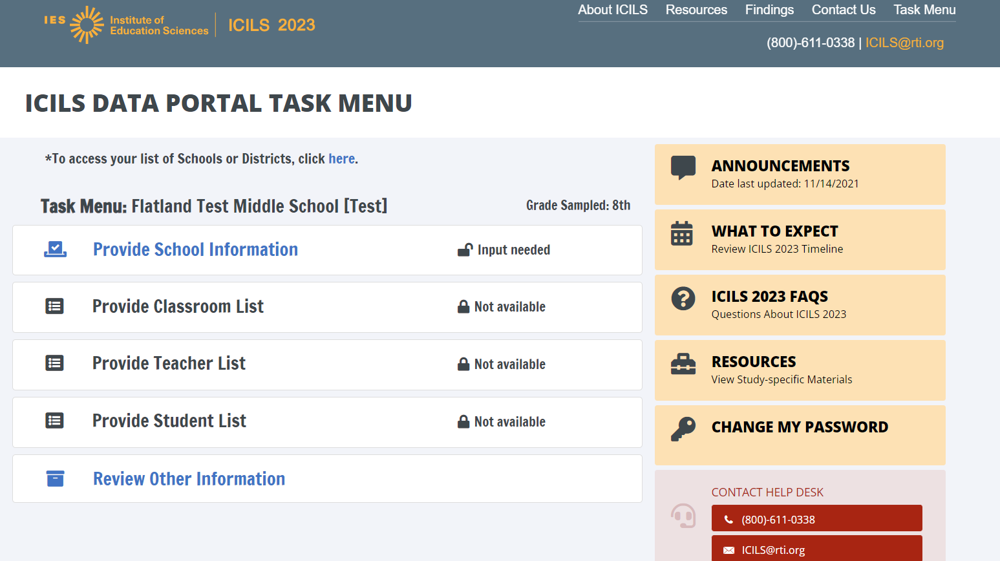 IES
Institute of
Education Sciences
ICILS 2023
About ICILS Resources Findings Contact Us Task Menu
(800)-611-0338 | ICILS@rti.org
ICILS DATA PORTAL TASK MENU
*To access your list of Schools or Districts, click here.
Task Menu: Flatland Test Middle School [Test]
Grade Sampled: 8th
Provide School Information
Input needed
Provide Classroom List
Not available
Provide Teacher List
Not available
Provide Student List
Not available
Review Other Information
ANNOUNCEMENTS
Date last updated: 11/14/2021
WHAT TO EXPECT
Review ICILS 2023 Timeline
ICILS 2023 FAQS
Questions About ICILS 2023
RESOURCES
View Study-specific Materials
CHANGE MY PASSWORD
CONTACT HELP DESK
(800)-611-0338
ICILS@rti.org